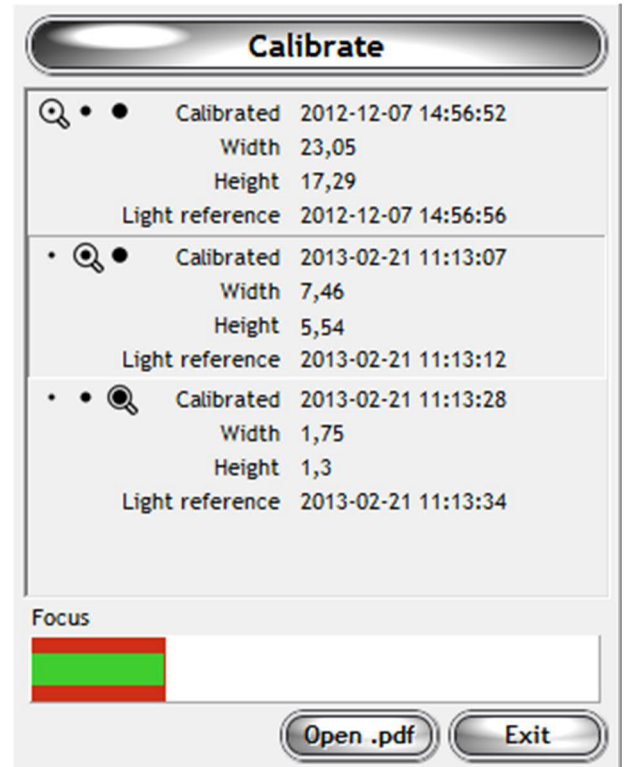 Calibrate
Calibrated 2012-12-07 14:56:52
Width 23,05
Height 17,29
Light reference 2012-12-07 14:56:56
Calibrated 2013-02-21 11:13:07
Width 7,46
Height 5,54
Light reference 2013-02-21 11:13:12
Calibrated 2013-02-21 11:13:28
Width 1,75
Height 1,3
Light reference 2013-02-21 11:13:34
Focus
Open .pdf Exit